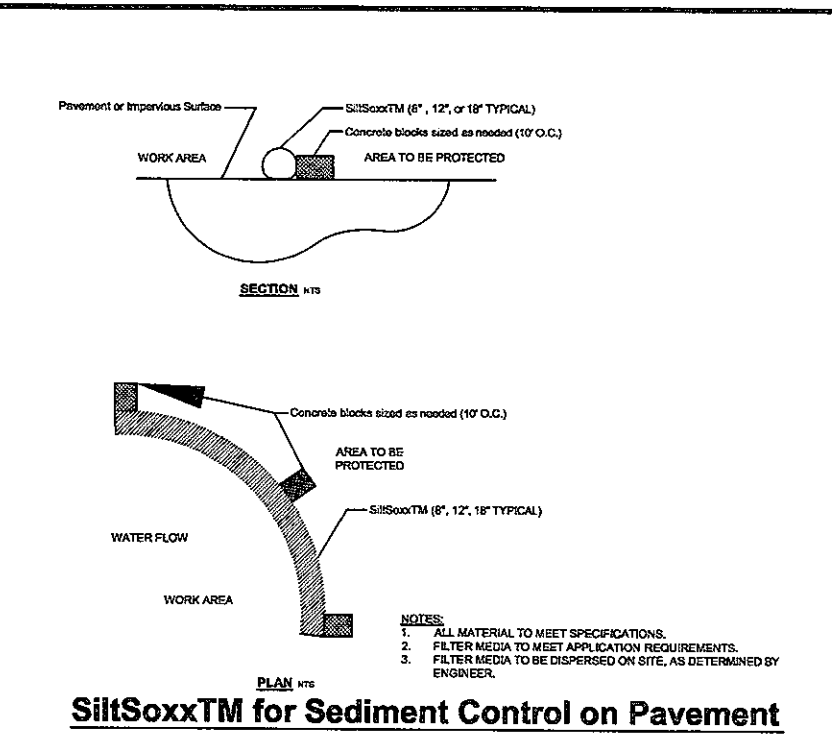 Pavement or Impervious Surface
SiltSoxxTM (8", 12", or 18" TYPICAL)
Concrete blocks sized as needed (10' O.C.)
WORK AREA
AREA TO BE PROTECTED
SECTION NTS
Concrete blocks sized as needed (10' O.C.)
AREA TO BE
PROTECTED
SiltSoxxTM (8", 12", 18" TYPICAL)
WATER FLOW
WORK AREA
NOTES:
1. ALL MATERIAL TO MEET SPECIFICATIONS.
2. FILTER MEDIA TO MEET APPLICATION REQUIREMENTS.
3. FILTER MEDIA TO BE DISPERSED ON SITE, AS DETERMINED BY
ENGINEER.
PLAN NTS
SiltSoxxTM for Sediment Control on Pavement